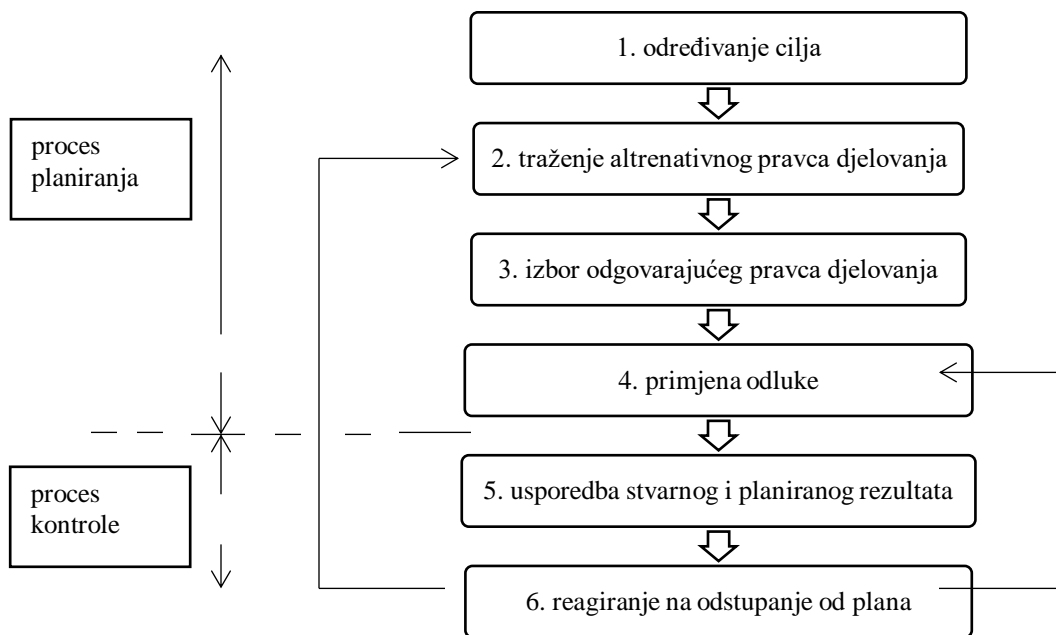 1. određivanje cilja
proces
planiranja
2. traženje altrenativnog pravca djelovanja
3. izbor odgovarajućeg pravca djelovanja
4. primjena odluke
proces
kontrole
5. usporedba stvarnog i planiranog rezultata
6. reagiranje na odstupanje od plana